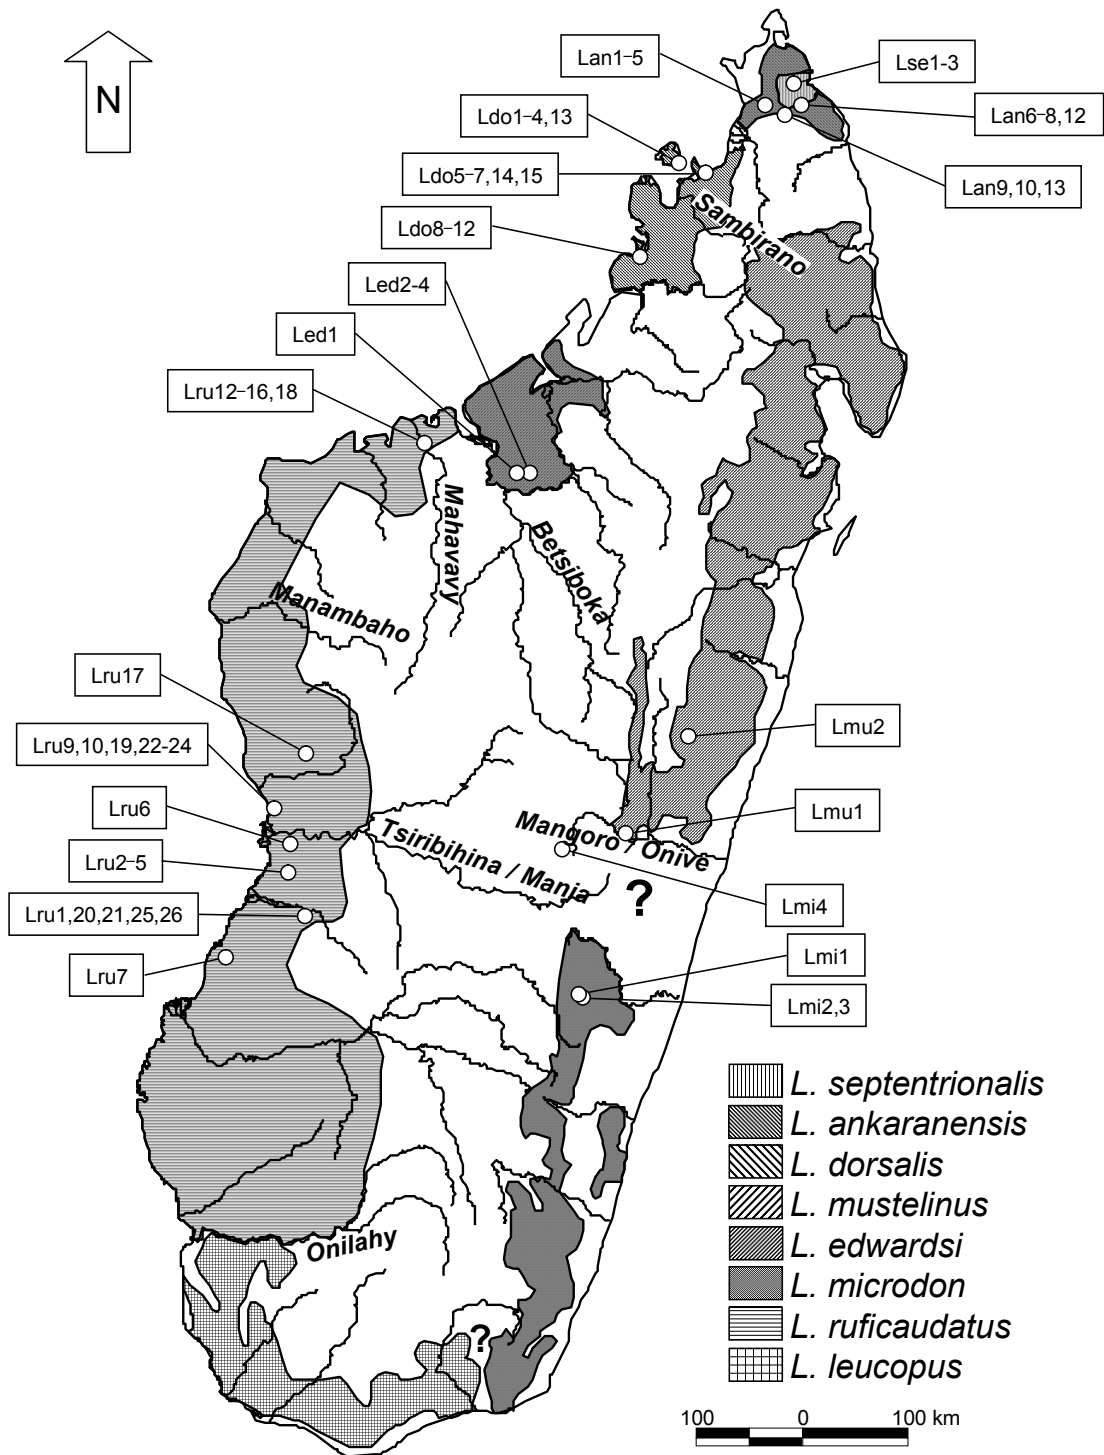 N
Lan1-5
Lse1-3
Ldo1-4,13
Lan6-8,12
Ldo5-7,14,15
Lan9,10,13
Ldo8-12
Sambirano
Led2-4
Led1
Lru12-16,18
Mahavavy
Betsiboka
Manambaho
Lru17
Lru9,10,19,22-24
Lmu2
Lru6
Lmu1
Mangoro / Onive
Tsiribihina / Mania
Lru2-5
?
Lmi4
Lru1,20,21,25,26
Lmi1
Lru7
Lmi2,3
L. septentrionalis
L. ankaranensis
L. dorsalis
L. mustelinus
L. edwardsi
Onilahy
L. microdon
L. ruficaudatus
?
L. leucopus
100 0 100 km